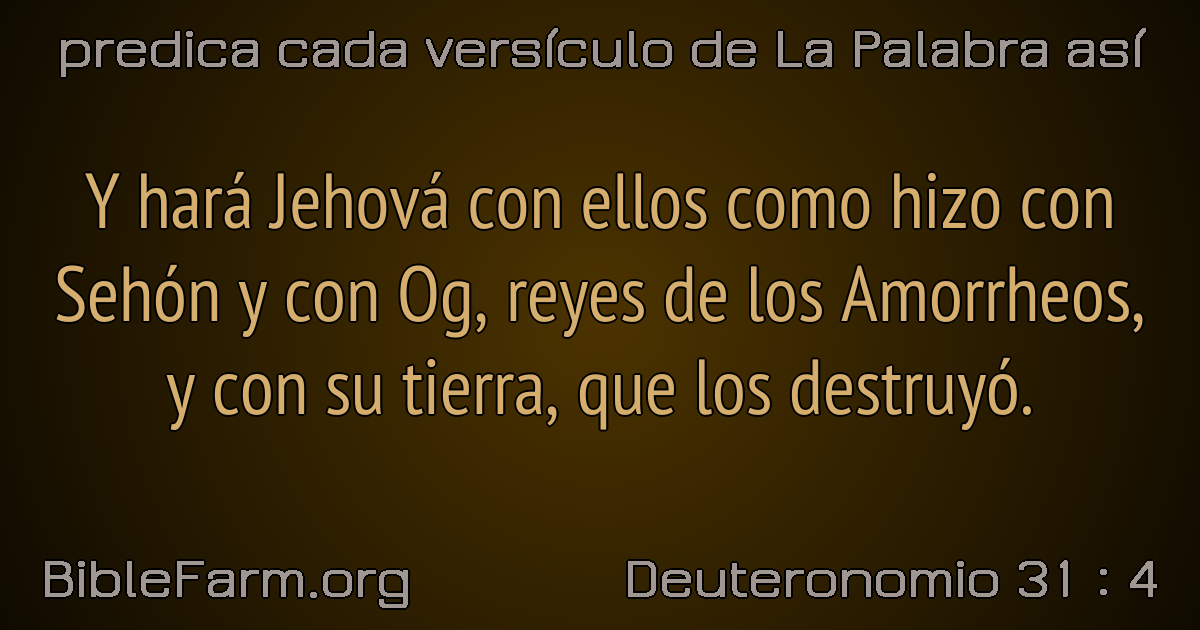 predica cada versículo de La Palabra así
Y hará Jehová con ellos como hizo con
Sehón y con Og, reyes de los Amorrheos,
y con su tierra, que los destruyó.
BibleFarm.org
Deuteronomio 31 : 4